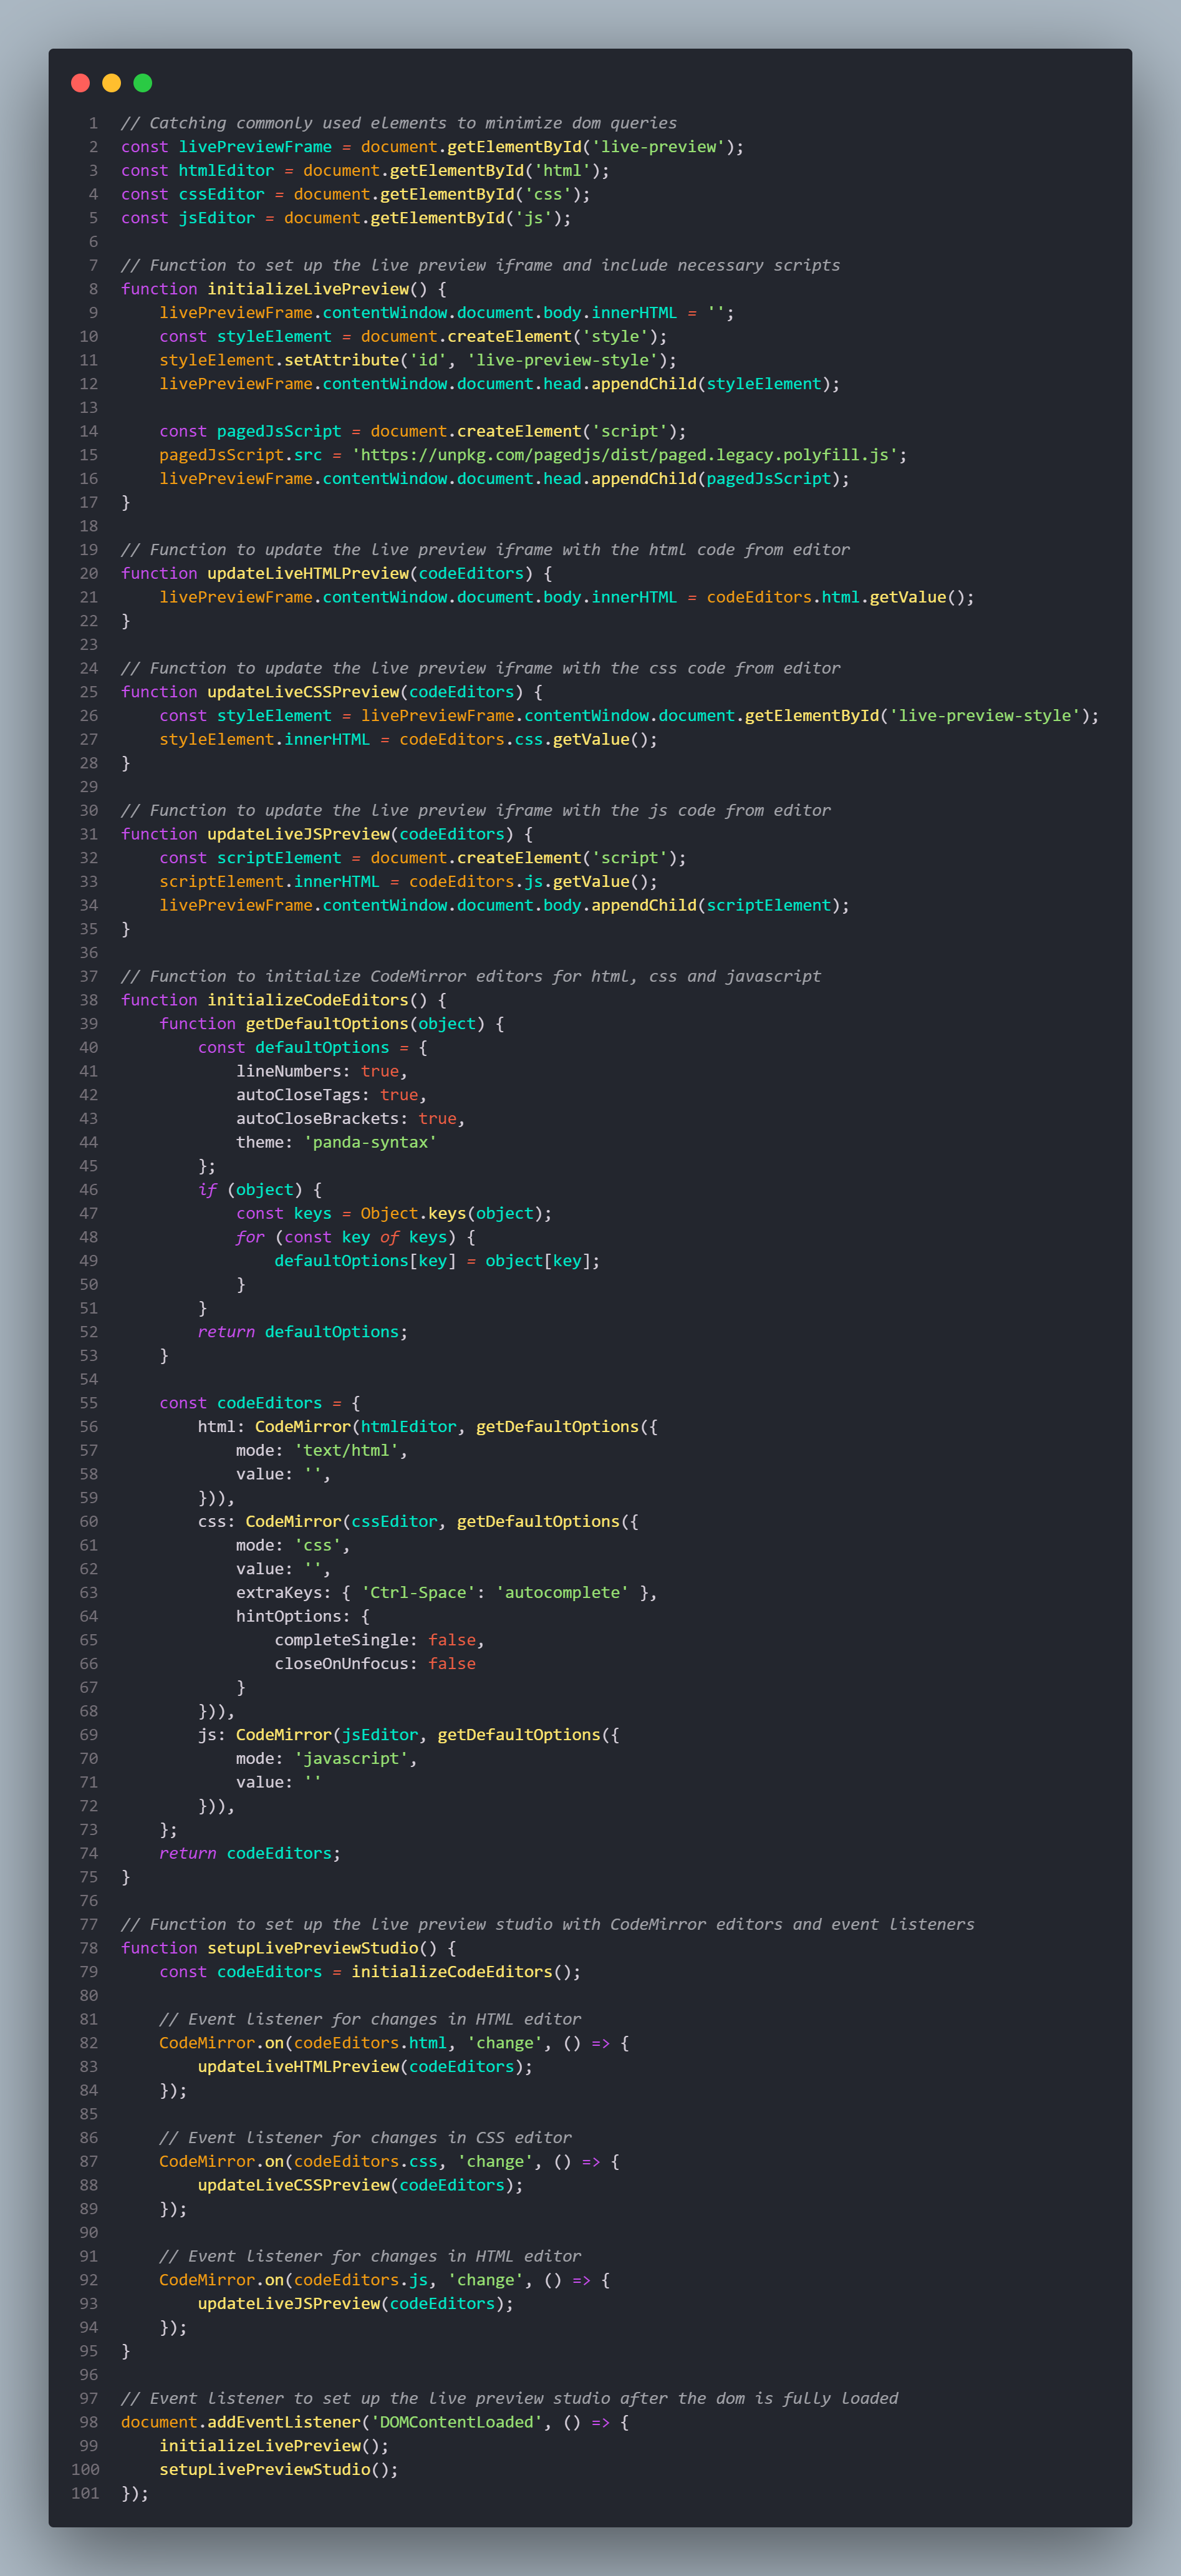 1 // Catching commonly used elements to minimize dom queries
2 const livePreviewFrame = document.getElementById('live-preview');
3 const htmlEditor = document.getElementById('html');
4 const cssEditor = document.getElementById('css');
5 const jsEditor = document.getElementById('js');
6
7 // Function to set up the live preview iframe and include necessary scripts
8 function initializeLivePreview() {
9     livePreviewFrame.contentWindow.document.body.innerHTML = '';
10     const styleElement = document.createElement('style');
11     styleElement.setAttribute('id', 'live-preview-style');
12     livePreviewFrame.contentWindow.document.head.appendChild(styleElement);
13
14     const pagedJsScript = document.createElement('script');
15     pagedJsScript.src = 'https://unpkg.com/pagedjs/dist/paged.legacy.polyfill.js';
16     livePreviewFrame.contentWindow.document.head.appendChild(pagedJsScript);
17 }
18
19 // Function to update the live preview iframe with the html code from editor
20 function updateLiveHTMLPreview(codeEditors) {
21     livePreviewFrame.contentWindow.document.body.innerHTML = codeEditors.html.getValue();
22 }
23
24 // Function to update the live preview iframe with the css code from editor
25 function updateLiveCSSPreview(codeEditors) {
26     const styleElement = livePreviewFrame.contentWindow.document.getElementById('live-preview-style');
27     styleElement.innerHTML = codeEditors.css.getValue();
28 }
29
30 // Function to update the live preview iframe with the js code from editor
31 function updateLiveJSPreview(codeEditors) {
32     const scriptElement = document.createElement('script');
33     scriptElement.innerHTML = codeEditors.js.getValue();
34     livePreviewFrame.contentWindow.document.body.appendChild(scriptElement);
35 }
36
37 // Function to initialize CodeMirror editors for html, css and javascript
38 function initializeCodeEditors() {
39     function getDefaultOptions(object) {
40         const defaultOptions = {
41             lineNumbers: true,
42             autoCloseTags: true,
43             autoCloseBrackets: true,
44             theme: 'panda-syntax'
45         };
46         if (object) {
47             const keys = Object.keys(object);
48             for (const key of keys) {
49                 defaultOptions[key] = object[key];
50             }
51         }
52         return defaultOptions;
53     }
54
55     const codeEditors = {
56         html: CodeMirror(htmlEditor, getDefaultOptions({
57             mode: 'text/html',
58             value: '',
59         })),
60         css: CodeMirror(cssEditor, getDefaultOptions({
61             mode: 'css',
62             value: '',
63             extraKeys: { 'Ctrl-Space': 'autocomplete' },
64             hintOptions: {
65                 completeSingle: false,
66                 closeOnUnfocus: false
67             }
68         })),
69         js: CodeMirror(jsEditor, getDefaultOptions({
70             mode: 'javascript',
71             value: ''
72         })),
73     };
74     return codeEditors;
75 }
76
77 // Function to set up the live preview studio with CodeMirror editors and event listeners
78 function setupLivePreviewStudio() {
79     const codeEditors = initializeCodeEditors();
80
81     // Event listener for changes in HTML editor
82     CodeMirror.on(codeEditors.html, 'change', () => {
83         updateLiveHTMLPreview(codeEditors);
84     });
85
86     // Event listener for changes in CSS editor
87     CodeMirror.on(codeEditors.css, 'change', () => {
88         updateLiveCSSPreview(codeEditors);
89     });
90
91     // Event listener for changes in HTML editor
92     CodeMirror.on(codeEditors.js, 'change', () => {
93         updateLiveJSPreview(codeEditors);
94     });
95 }
96
97 // Event listener to set up the live preview studio after the dom is fully loaded
98 document.addEventListener('DOMContentLoaded', () => {
99     initializeLivePreview();
100     setupLivePreviewStudio();
101 });